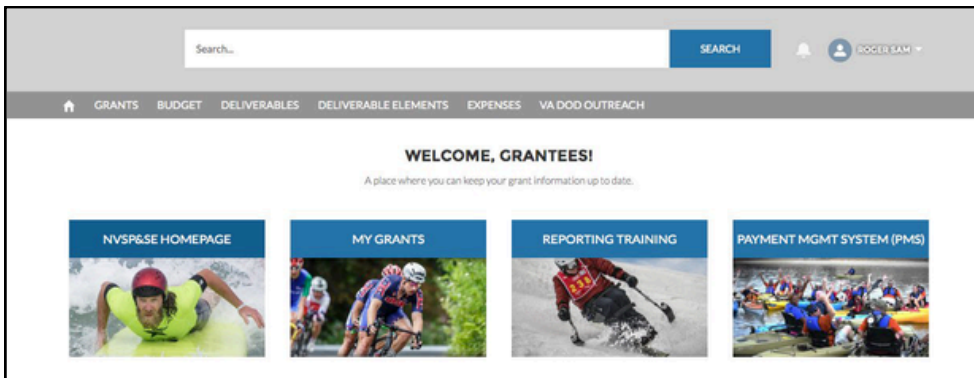 Search...
SEARCH
ROGER SAM
GRANTS BUDGET DELIVERABLES DELIVERABLE ELEMENTS EXPENSES VA DOD OUTREACH
WELCOME, GRANTEES!
A place where you can keep your grant information up to date.
NVSP&SE HOMEPAGE
MY GRANTS
REPORTING TRAINING
PAYMENT MGMT SYSTEM (PMS)